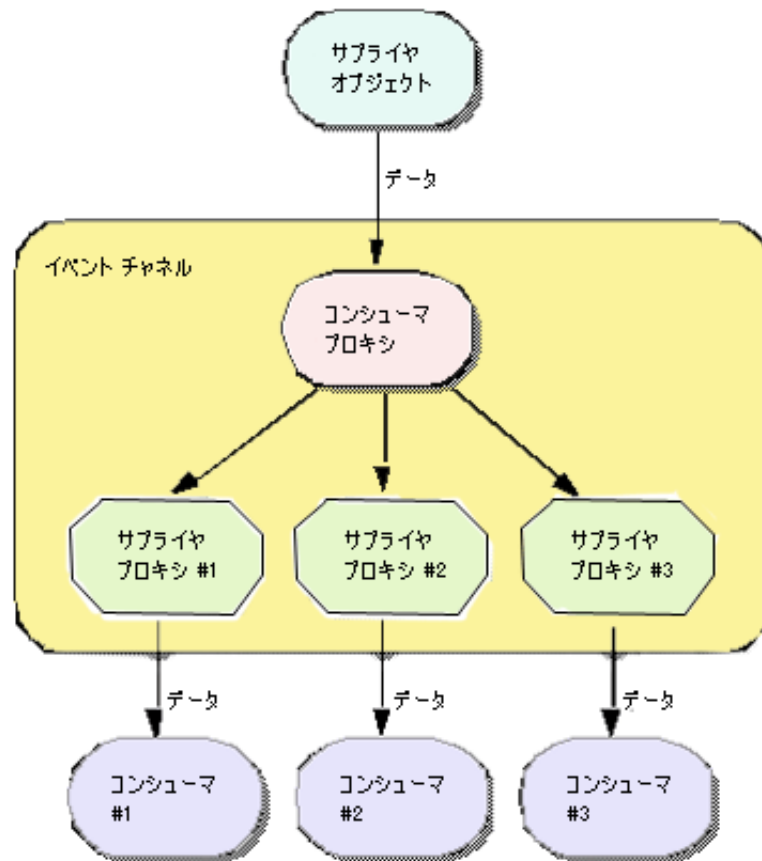 サプライヤ
オブジェクト
データ
イベント チャネル
コンシューマ
プロキシ
サプライヤ
プロキシ #1
サプライヤ
プロキシ #2
サプライヤ
プロキシ #3
データ
データ
データ
コンシューマ
#1
コンシューマ
#2
コンシューマ
#3